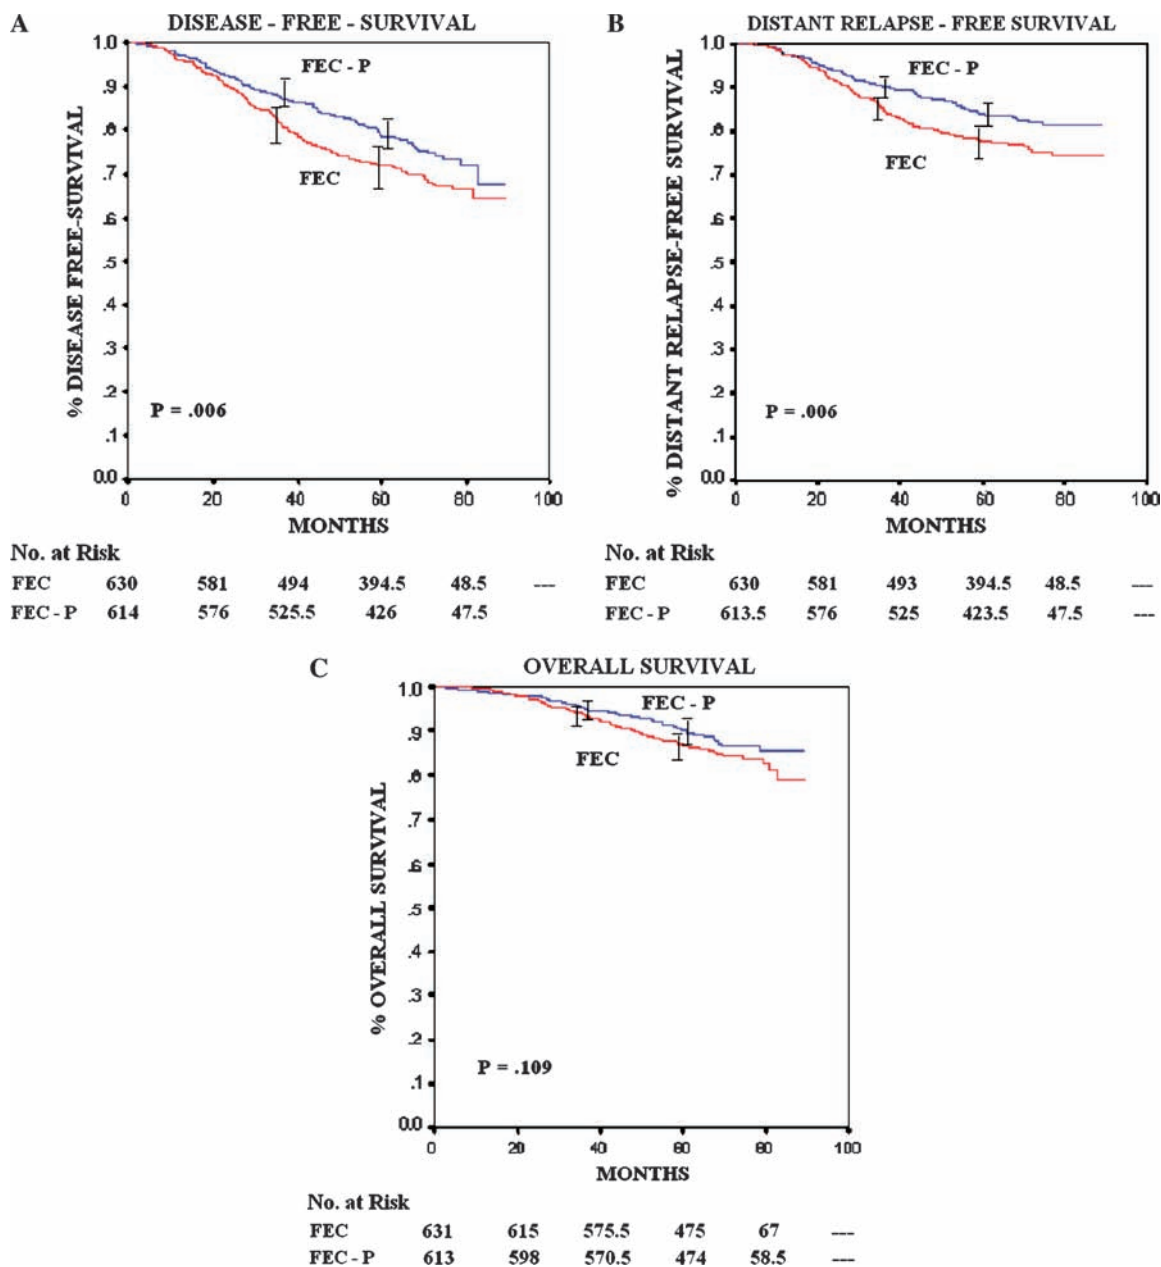 A
DISEASE - FREE - SURVIVAL
% DISEASE FREE-SURVIVAL
1.0
.9
.8
.7
.6
.5
.4
.3
.2
.1
0.0
FEC - P
FEC
P = .006
0 20 40 60 80 100
MONTHS
No. at Risk
FEC 630 581 494 394.5 48.5 ---
FEC - P 614 576 525.5 426 47.5
B
DISTANT RELAPSE - FREE SURVIVAL
% DISTANT RELAPSE-FREE SURVIVAL
1.0
.9
.8
.7
.6
.5
.4
.3
.2
.1
0.0
FEC - P
FEC
P = .006
0 20 40 60 80 100
MONTHS
No. at Risk
FEC 630 581 493 394.5 48.5 ---
FEC - P 613.5 576 525 423.5 47.5 ---
C
OVERALL SURVIVAL
% OVERALL SURVIVAL
1.0
.9
.8
.7
.6
.5
.4
.3
.2
.1
0.0
FEC - P
FEC
P = .109
0 20 40 60 80 100
MONTHS
No. at Risk
FEC 631 615 575.5 475 67 ---
FEC - P 613 598 570.5 474 58.5 ---